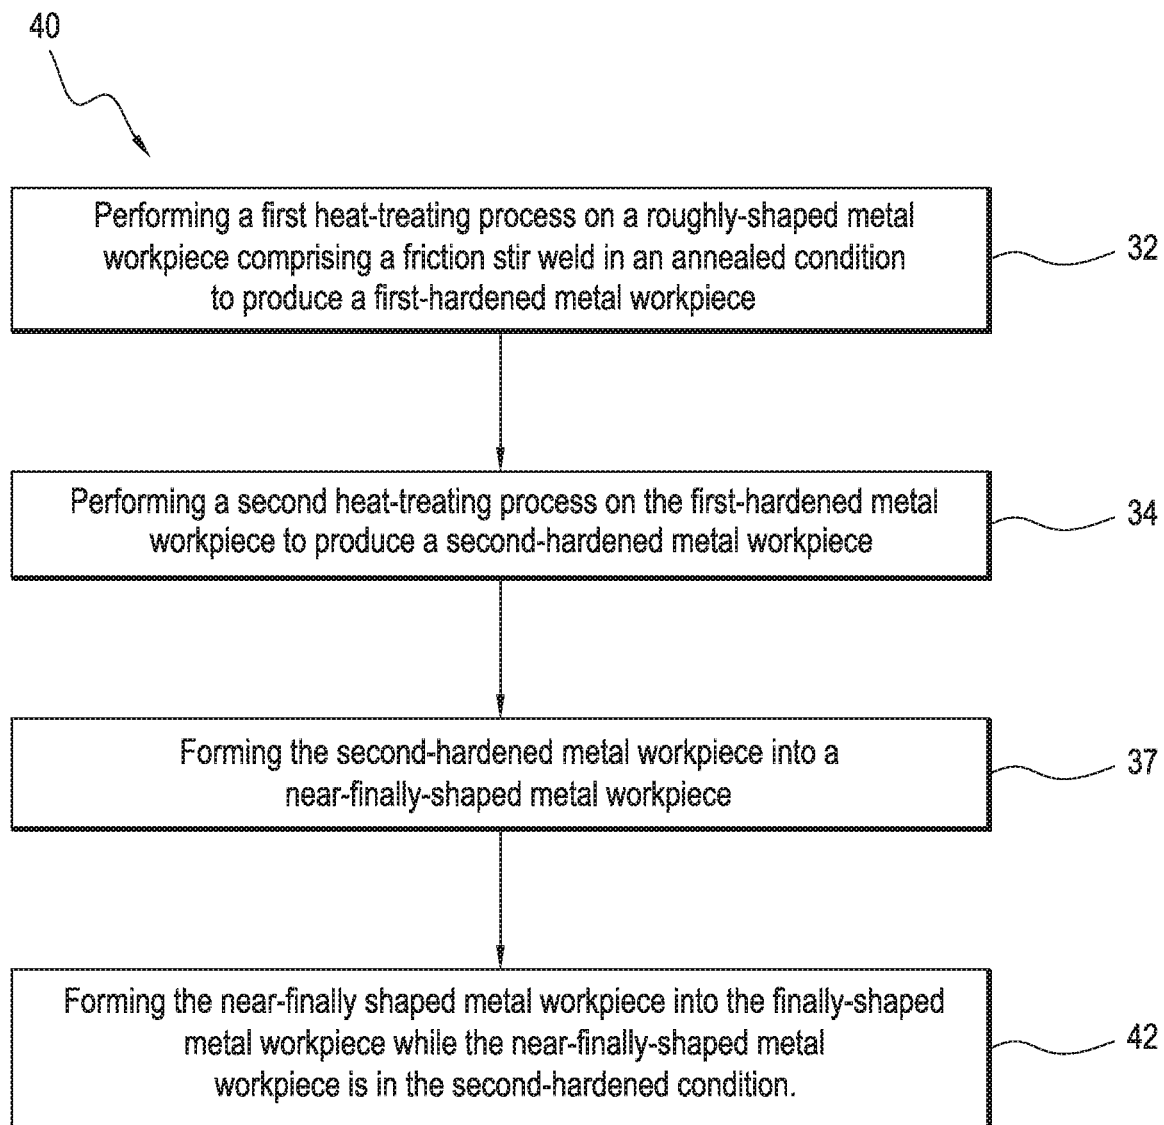 40
Performing a first heat-treating process on a roughly-shaped metal
workpiece comprising a friction stir weld in an annealed condition
to produce a first-hardened metal workpiece
32
Performing a second heat-treating process on the first-hardened metal
workpiece to produce a second-hardened metal workpiece
34
Forming the second-hardened metal workpiece into a
near-finally-shaped metal workpiece
37
Forming the near-finally shaped metal workpiece into the finally-shaped
metal workpiece while the near-finally-shaped metal
workpiece is in the second-hardened condition.
42